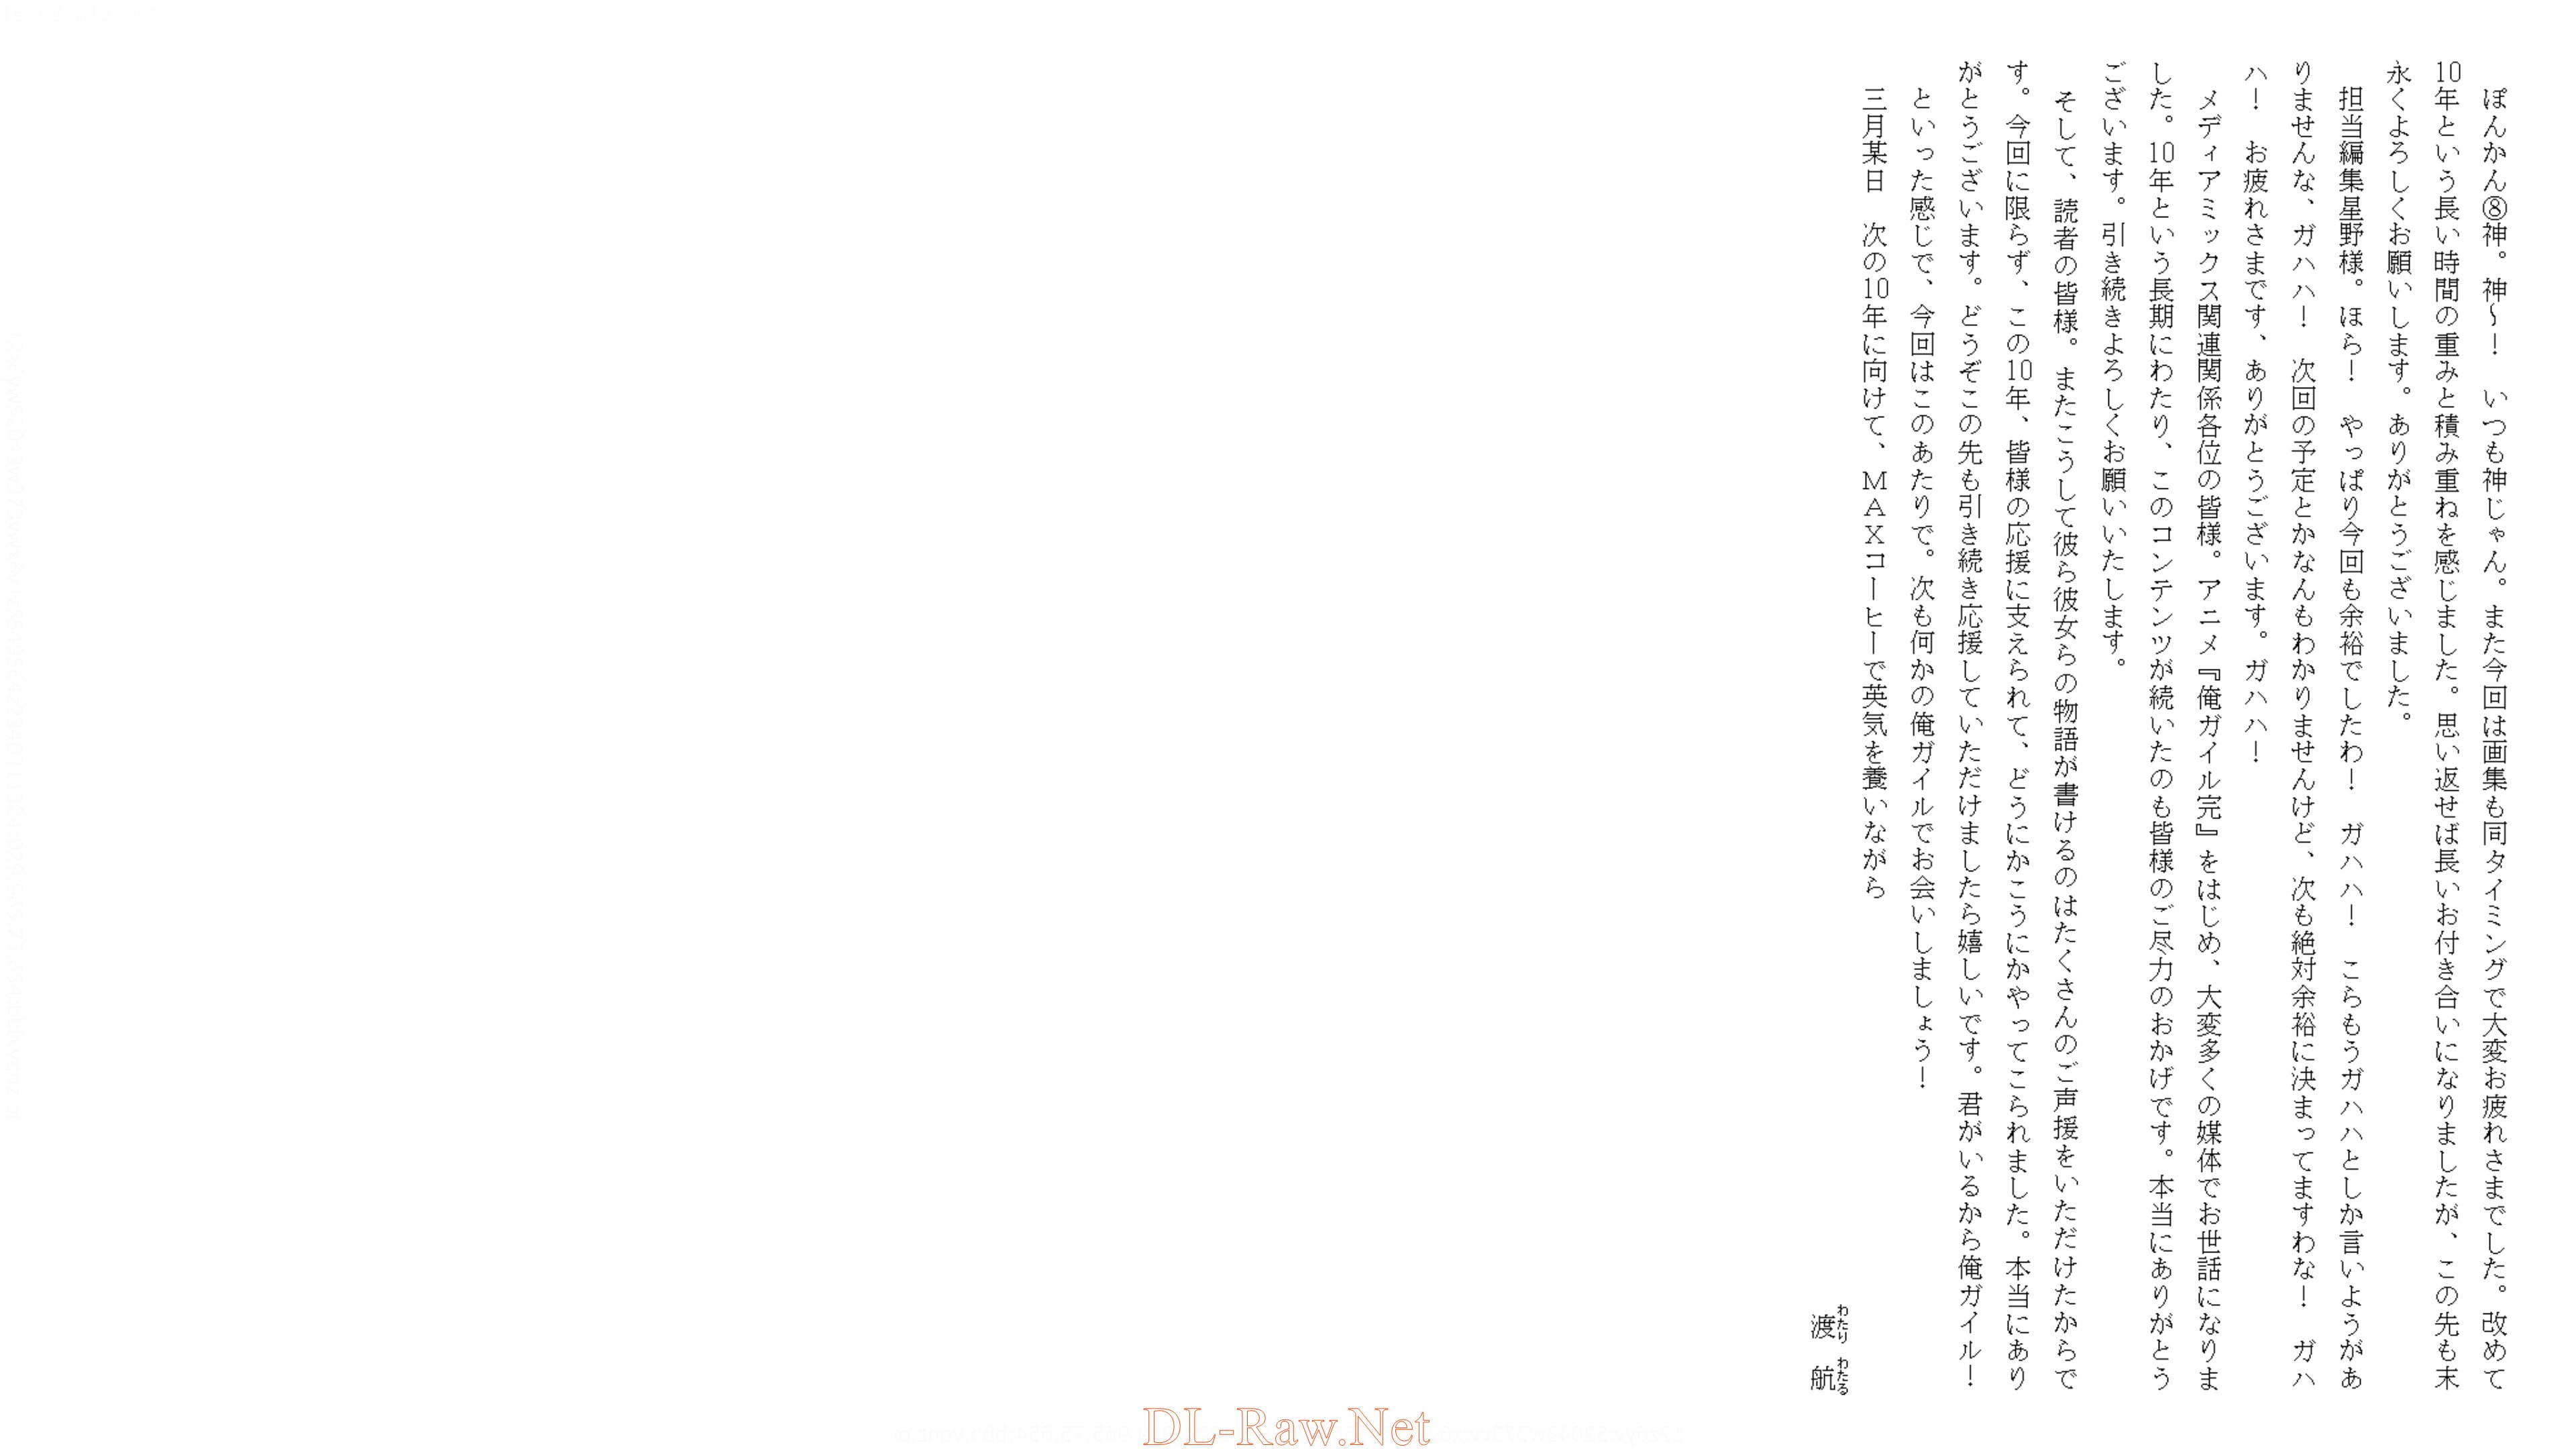 ぽんかん⑧神。神〜！　いつも神じゃん。また今回は画集も同タイミングで大変お疲れさまでした。改めて
10年という長い時間の重みと積み重ねを感じました。思い返せば長いお付き合いになりましたが、この先も末
永くよろしくお願いします。ありがとうございました。
担当編集星野様。ほら！　やっぱり今回も余裕でしたわ！　ガハハ！　こらもうガハハとしか言いようがあ
りませんな、ガハハ！　次回の予定とかなんもわかりませんけど、次も絶対余裕に決まってますわな！　ガハ
ハ！　お疲れさまです、ありがとうございます。ガハハ！
メディアミックス関連関係各位の皆様。アニメ『俺ガイル完』をはじめ、大変多くの媒体でお世話になりま
した。10年という長期にわたり、このコンテンツが続いたのも皆様のご尽力のおかげです。本当にありがとう
ございます。引き続きよろしくお願いいたします。
そして、読者の皆様。またこうして彼ら彼女らの物語が書けるのはたくさんのご声援をいただけたからで
す。今回に限らず、この10年、皆様の応援に支えられて、どうにかこうにかやってこられました。本当にあり
がとうございます。どうぞこの先も引き続き応援していただけましたら嬉しいです。君がいるから俺ガイル！
といった感じで、今回はこのあたりで。次も何かの俺ガイルでお会いしましょう！
三月某日　次の10年に向けて、ＭＡＸコーヒーで英気を養いながら
渡わたり　航わたる
DL-Raw.Net